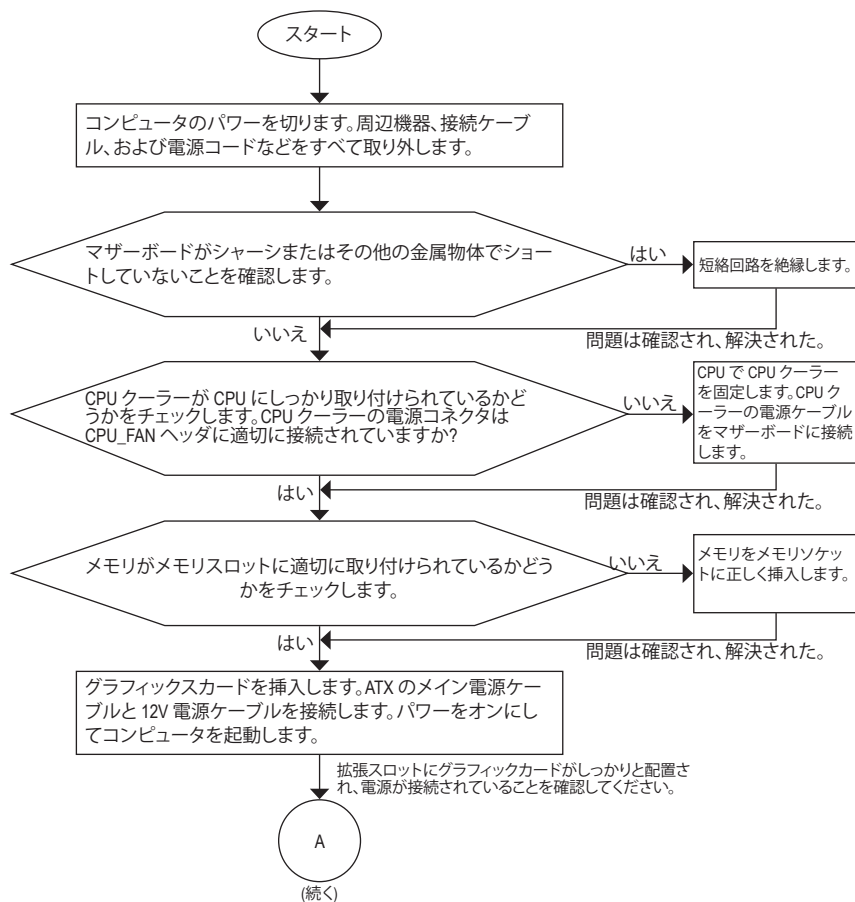 スタート
コンピュータのパワーを切ります。周辺機器、接続ケーブ
ル、および電源コードなどをすべて取り外します。
マザーボードがシャーシまたはその他の金属物体でショー
トしていないことを確認します。
はい
短絡回路を絶縁します。
いいえ
問題は確認され、解決された。
CPU クーラーが CPU にしっかり取り付けられているかど
うかをチェックします。CPU クーラーの電源コネクタは
CPU_FAN ヘッダに適切に接続されていますか?
いいえ
CPU で CPU クーラー
を固定します。CPU ク
ーラーの電源ケーブル
をマザーボードに接続
します。
はい
問題は確認され、解決された。
メモリがメモリスロットに適切に取り付けられているかどう
かをチェックします。
いいえ
メモリをメモリソケッ
トに正しく挿入します。
はい
問題は確認され、解決された。
グラフィックスカードを挿入します。ATX のメイン電源ケー
ブルと 12V 電源ケーブルを接続します。パワーをオンにし
てコンピュータを起動します。
拡張スロットにグラフィックカードがしっかりと配置さ
れ、電源が接続されていることを確認してください。
A
(続く)